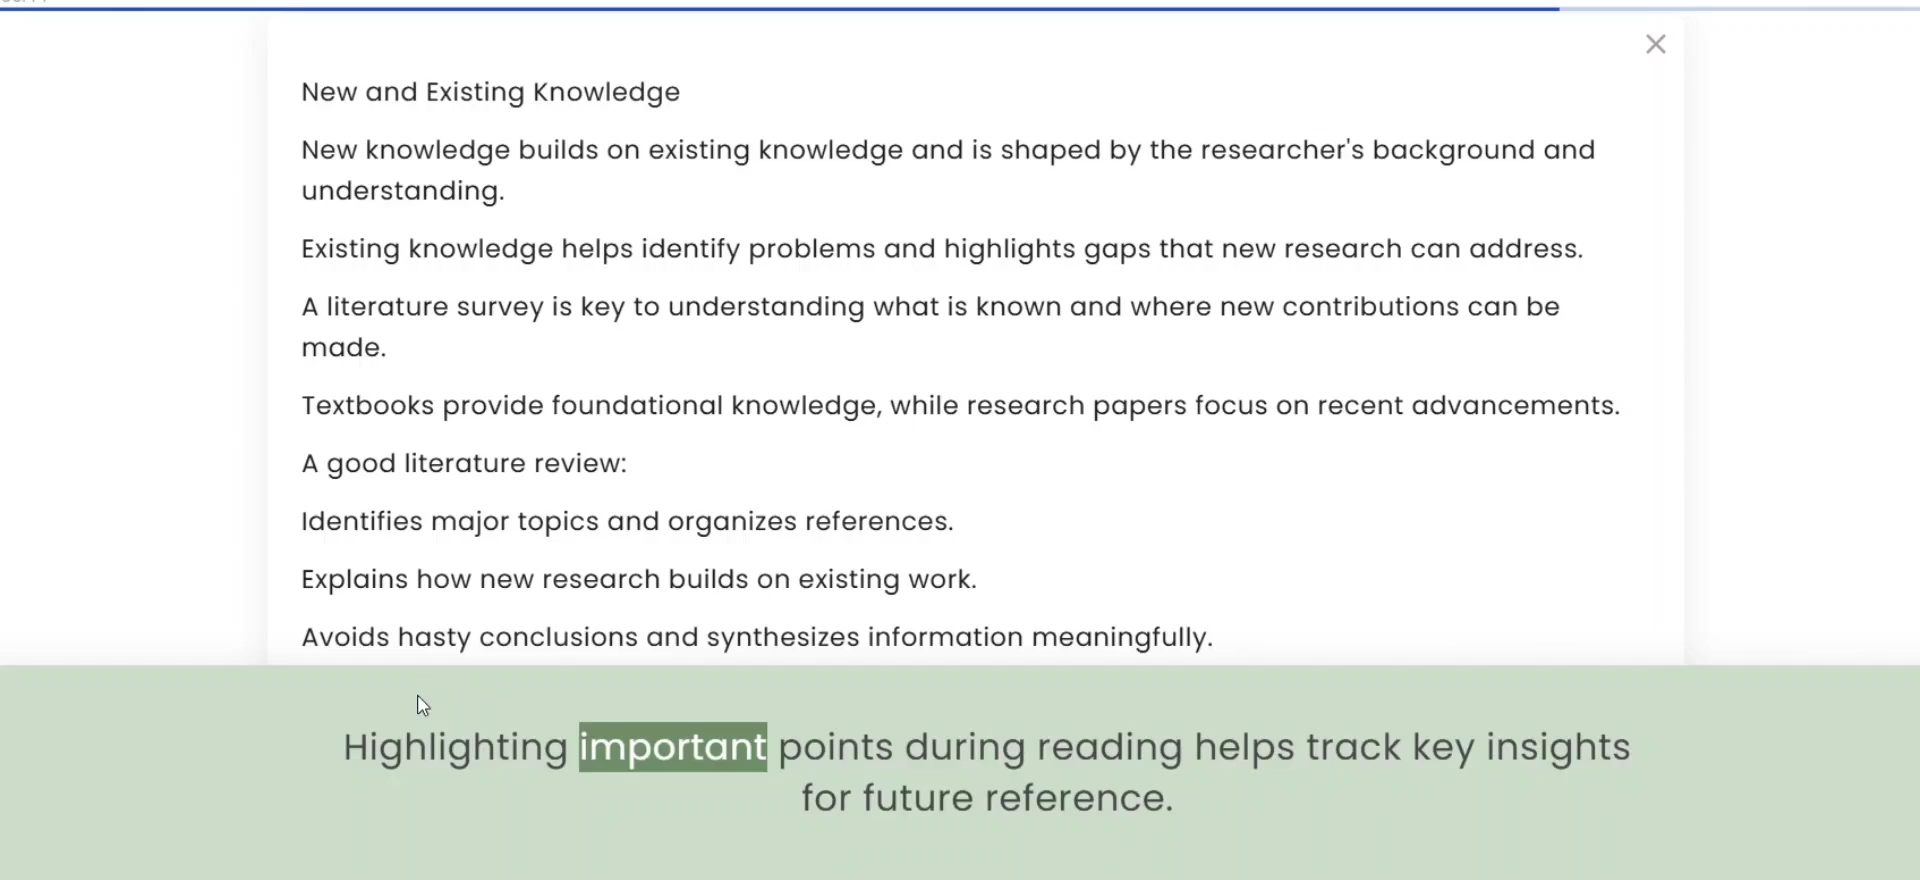 New and Existing Knowledge
New knowledge builds on existing knowledge and is shaped by the researcher's background and
understanding.
Existing knowledge helps identify problems and highlights gaps that new research can address.
A literature survey is key to understanding what is known and where new contributions can be
made.
Textbooks provide foundational knowledge, while research papers focus on recent advancements.
A good literature review:
Identifies major topics and organizes references.
Explains how new research builds on existing work.
Avoids hasty conclusions and synthesizes information meaningfully.
Highlighting important points during reading helps track key insights
for future reference.